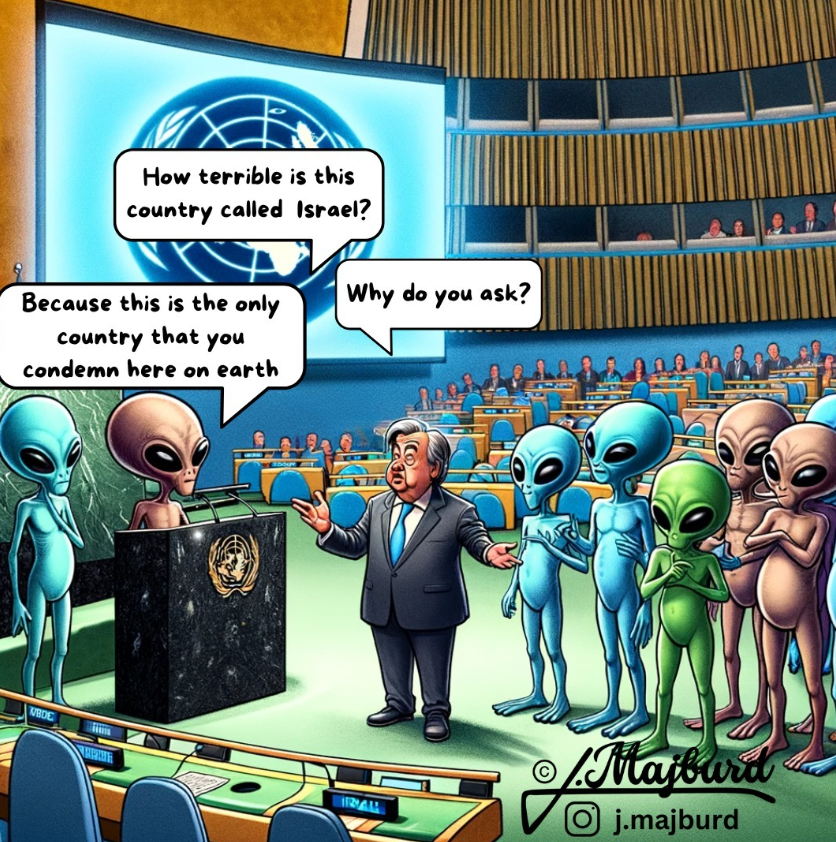 How terrible is this
country called Israel?
Why do you ask?
Because this is the only
country that you
condemn here on earth
© J.Majburd
j.majburd